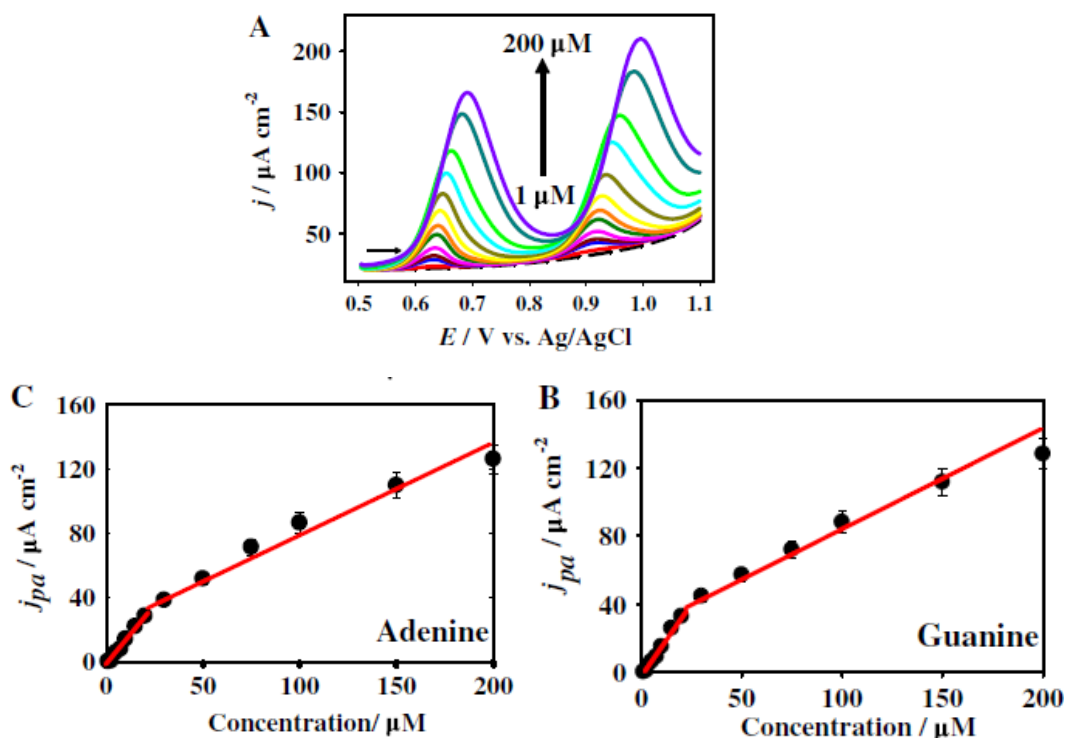 A
200 μM
1 μM
200
150
100
50
j / μA cm-2
0.5 0.6 0.7 0.8 0.9 1.0 1.1
E / V vs. Ag/AgCl
C
160
120
80
40
0
jpa / μA cm-2
Adenine
0 50 100 150 200
Concentration/ μM
B
160
120
80
40
0
jpa / μA cm-2
Guanine
50 100 150 200
Concentration / μM